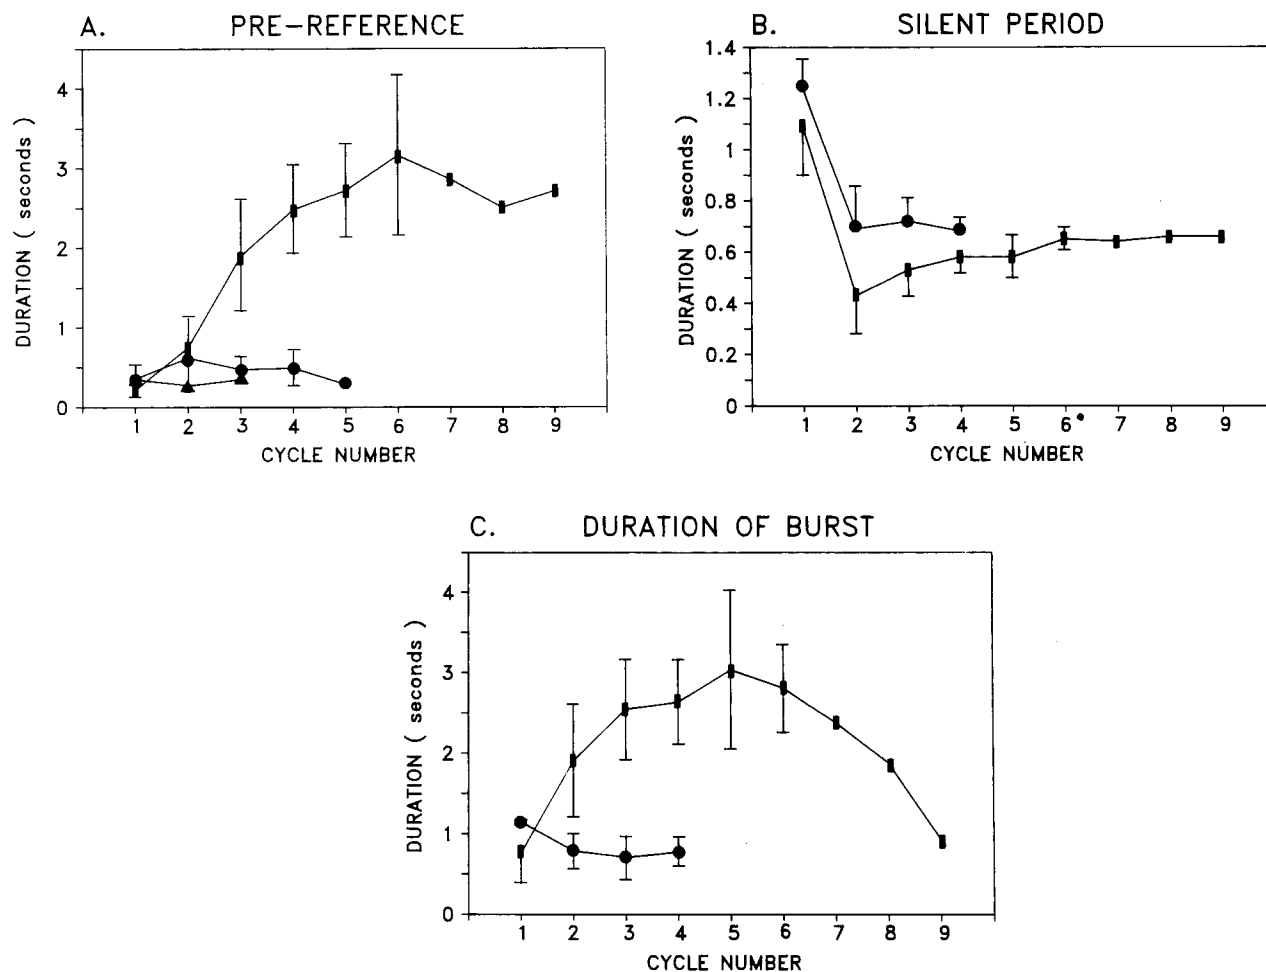 A. PRE-REFERENCE
DURATION ( seconds )
4
3
2
1
0
1 2 3 4 5 6 7 8 9
CYCLE NUMBER
B. SILENT PERIOD
DURATION ( seconds )
1.4
1.2
1
0.8
0.6
0.4
0.2
0
1 2 3 4 5 6 7 8 9
CYCLE NUMBER
C. DURATION OF BURST
DURATION ( seconds )
4
3
2
1
0
1 2 3 4 5 6 7 8 9
CYCLE NUMBER